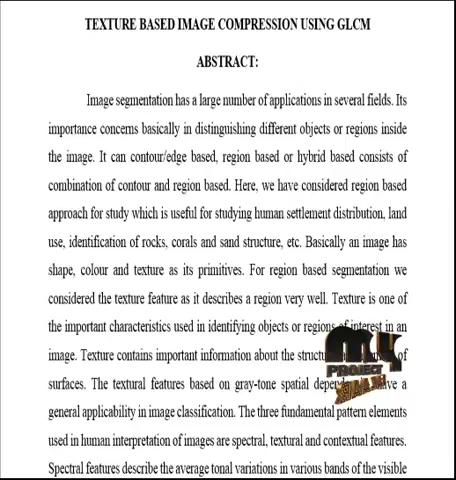 TEXTURE BASED IMAGE COMPRESSION USING GLCM
ABSTRACT:
Image segmentation has a large number of applications in several fields. Its
importance concerns basically in distinguishing different objects or regions inside
the image. It can contour/edge based, region based or hybrid based consists of
combination of contour and region based. Here, we have considered region based
approach for study which is useful for studying human settlement distribution, land
use, identification of rocks, corals and sand structure, etc. Basically an image has
shape, colour and texture as its primitives. For region based segmentation we
considered the texture feature as it describes a region very well. Texture is one of
the important characteristics used in identifying objects or regions of interest in an
image. Texture contains important information about the of
MY
PROJECT
surfaces. The textural features based on gray-tone spatial a
general applicability in image classification. The three fundamental pattern elements
used in human interpretation of images are spectral, textural and contextual features.
Spectral features describe the average tonal variations in various bands of the visible